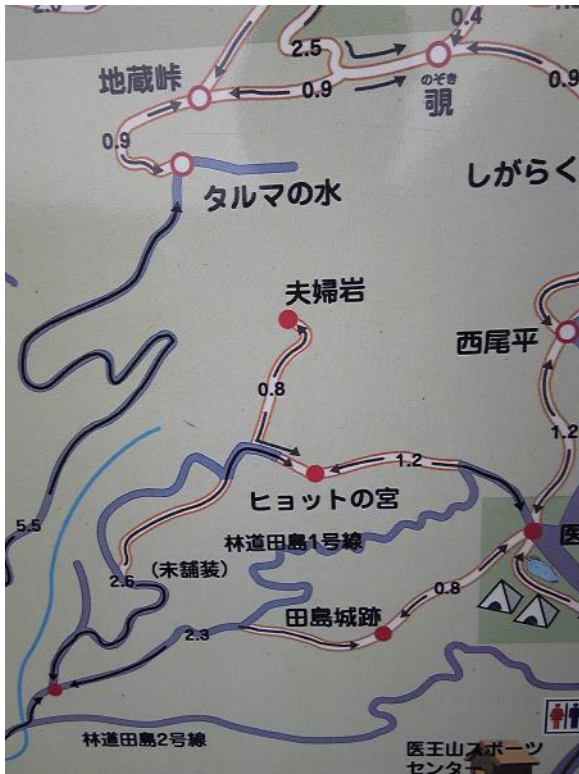 2.5
0.4
地蔵峠
0.9
のぞき
覗
0.9
0.9
タルマの水
しがらく
夫婦岩
西尾平
0.8
1.2
1.2
ヒョットの宮
5.5
林道田島1号線
医
(未舗装)
2.6
0.8
田島城跡
2.3
林道田島2号線
医王山スポーツ
センター